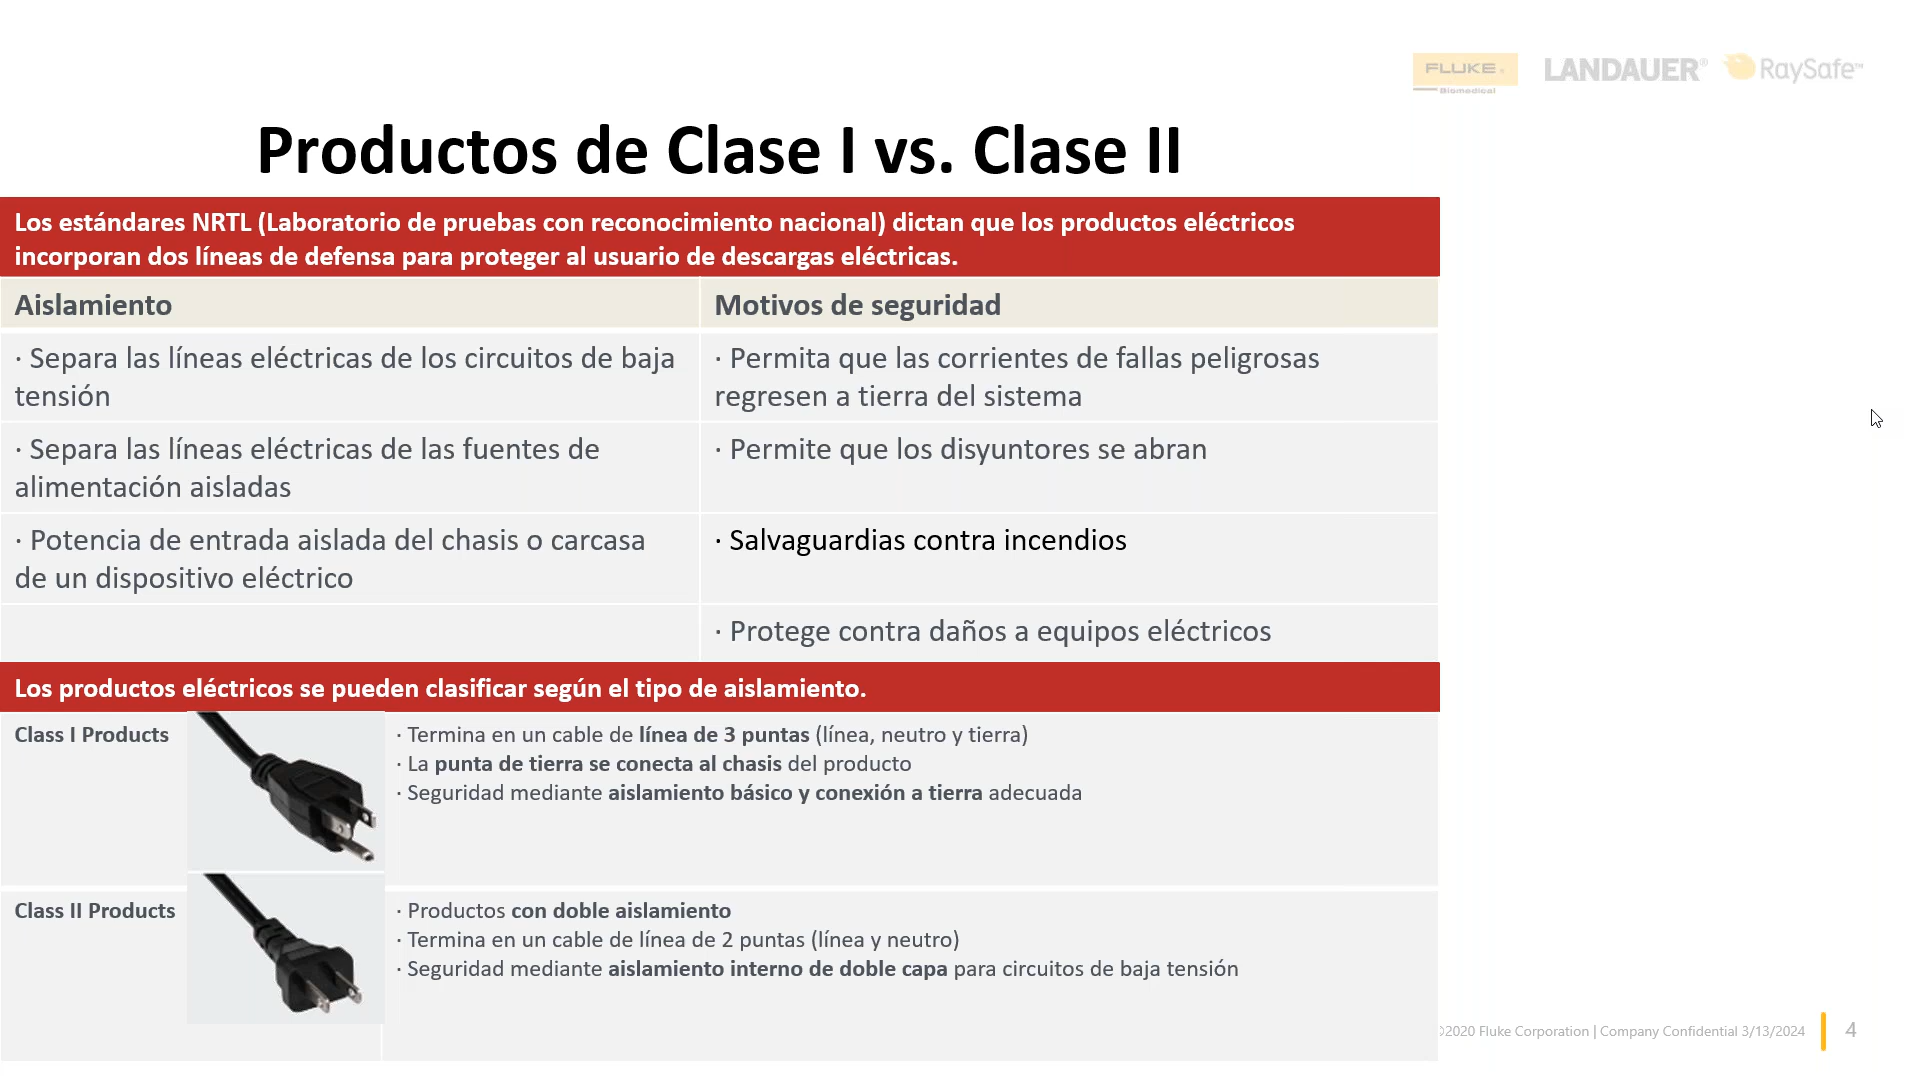 FLUKE®
Biomedical
LANDAUER®
RaySafe™
Productos de Clase I vs. Clase II
Los estándares NRTL (Laboratorio de pruebas con reconocimiento nacional) dictan que los productos eléctricos
incorporan dos líneas de defensa para proteger al usuario de descargas eléctricas.
Aislamiento
Motivos de seguridad
· Separa las líneas eléctricas de los circuitos de baja
tensión
· Permita que las corrientes de fallas peligrosas
regresen a tierra del sistema
· Separa las líneas eléctricas de las fuentes de
alimentación aisladas
· Permite que los disyuntores se abran
· Potencia de entrada aislada del chasis o carcasa
de un dispositivo eléctrico
· Salvaguardias contra incendios
· Protege contra daños a equipos eléctricos
Los productos eléctricos se pueden clasificar según el tipo de aislamiento.
Class I Products
· Termina en un cable de línea de 3 puntas (línea, neutro y tierra)
· La punta de tierra se conecta al chasis del producto
· Seguridad mediante aislamiento básico y conexión a tierra adecuada
Class II Products
· Productos con doble aislamiento
· Termina en un cable de línea de 2 puntas (línea y neutro)
· Seguridad mediante aislamiento interno de doble capa para circuitos de baja tensión
©2020 Fluke Corporation | Company Confidential 3/13/2024
4